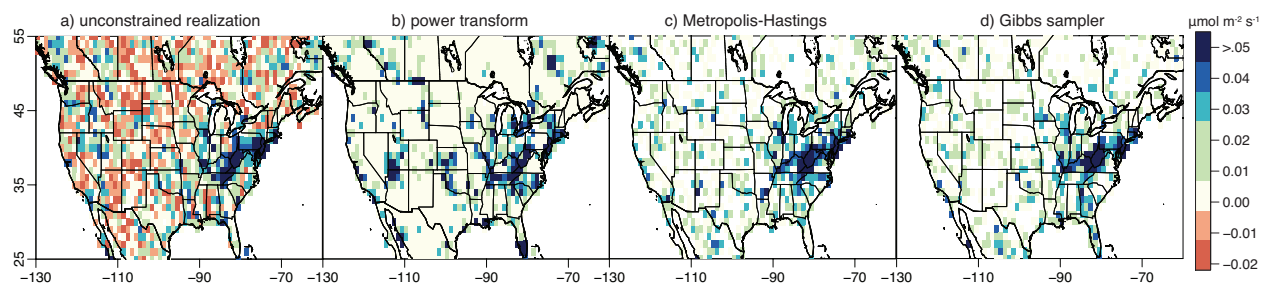 a) unconstrained realization
b) power transform
c) Metropolis-Hastings
d) Gibbs sampler
μmol m⁻² s⁻¹
55
45
35
25
−130 −110 −90 −70
−130 −110 −90 −70
−130 −110 −90 −70
−130 −110 −90 −70
>.05
0.04
0.03
0.02
0.01
0.00
−0.01
−0.02